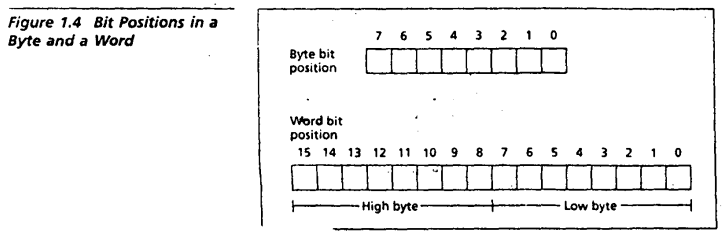 Figure 1.4 Bit Positions in a
Byte and a Word
7 6 5 4 3 2 1 0
Byte bit
position
Word bit
position
15 14 13 12 11 10 9 8 7 6 5 4 3 2 1 0
High byte Low byte